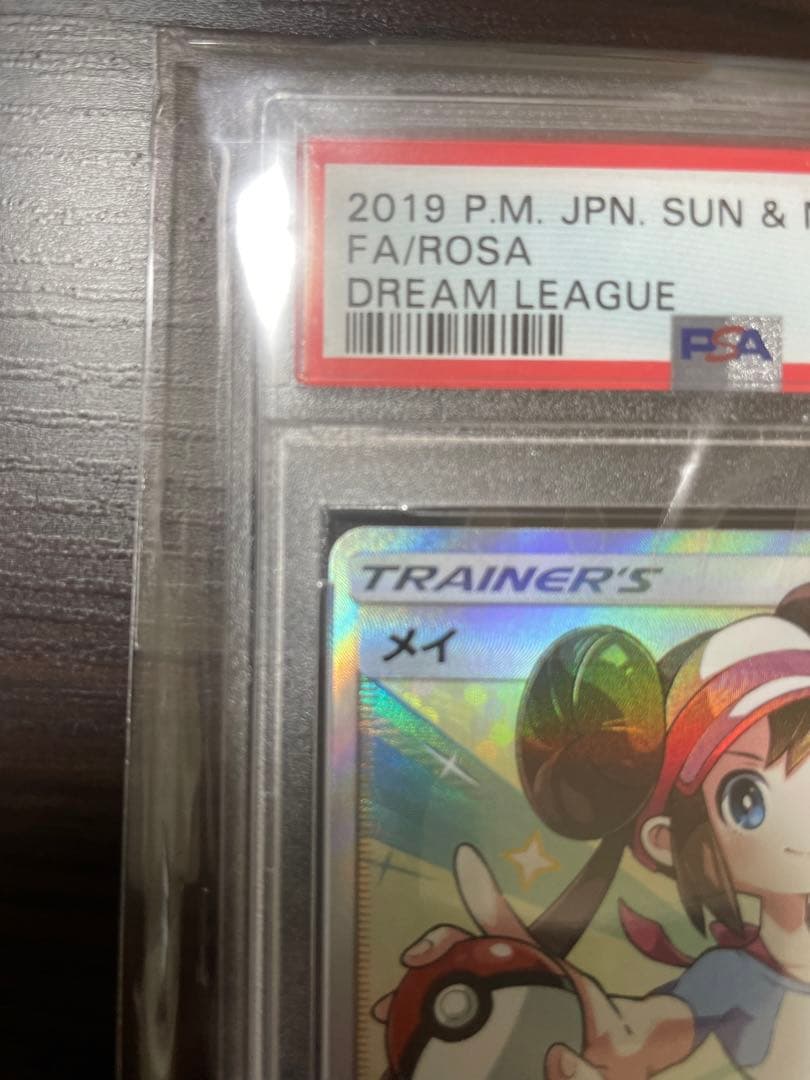 2019 P.M. JPN. SUN &
FA/ROSA
DREAM LEAGUE
PSA
TRAINER'S
メイ